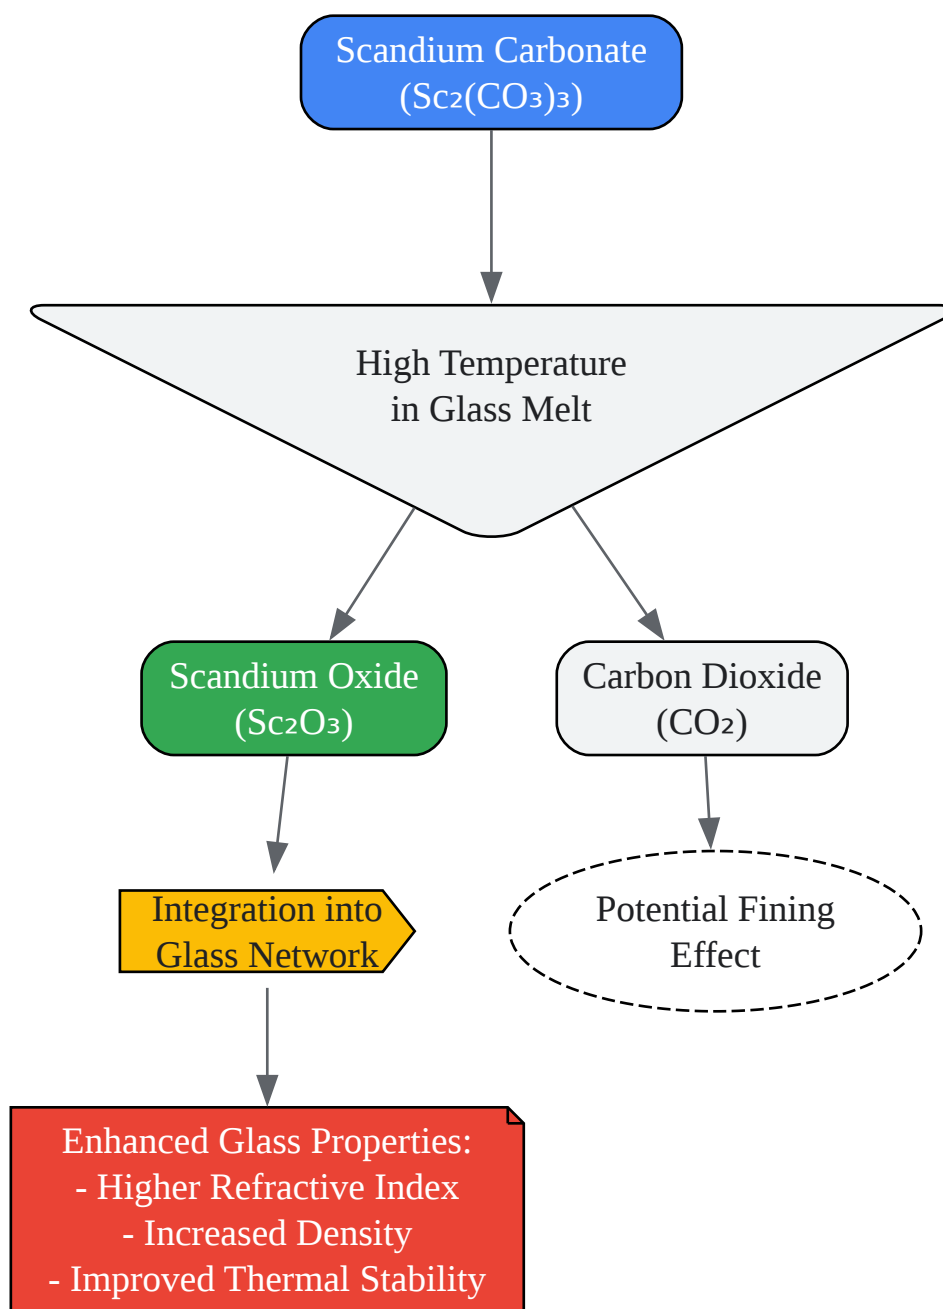 Scandium Carbonate
(Sc₂(CO₃)₃)
High Temperature
in Glass Melt
Scandium Oxide
(Sc₂O₃)
Carbon Dioxide
(CO₂)
Integration into
Glass Network
Potential Fining
Effect
Enhanced Glass Properties:
- Higher Refractive Index
- Increased Density
- Improved Thermal Stability